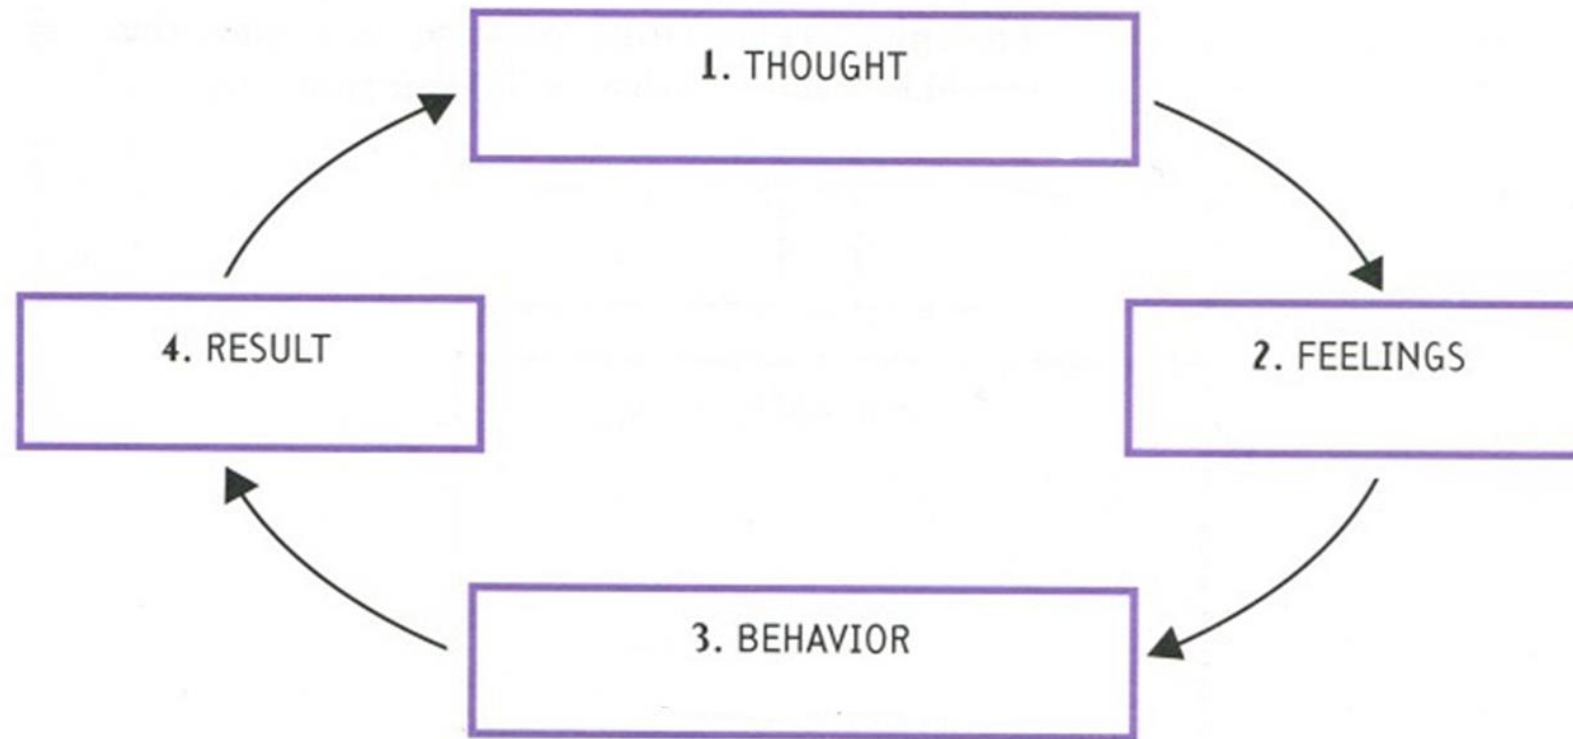 1. THOUGHT
2. FEELINGS
3. BEHAVIOR
4. RESULT